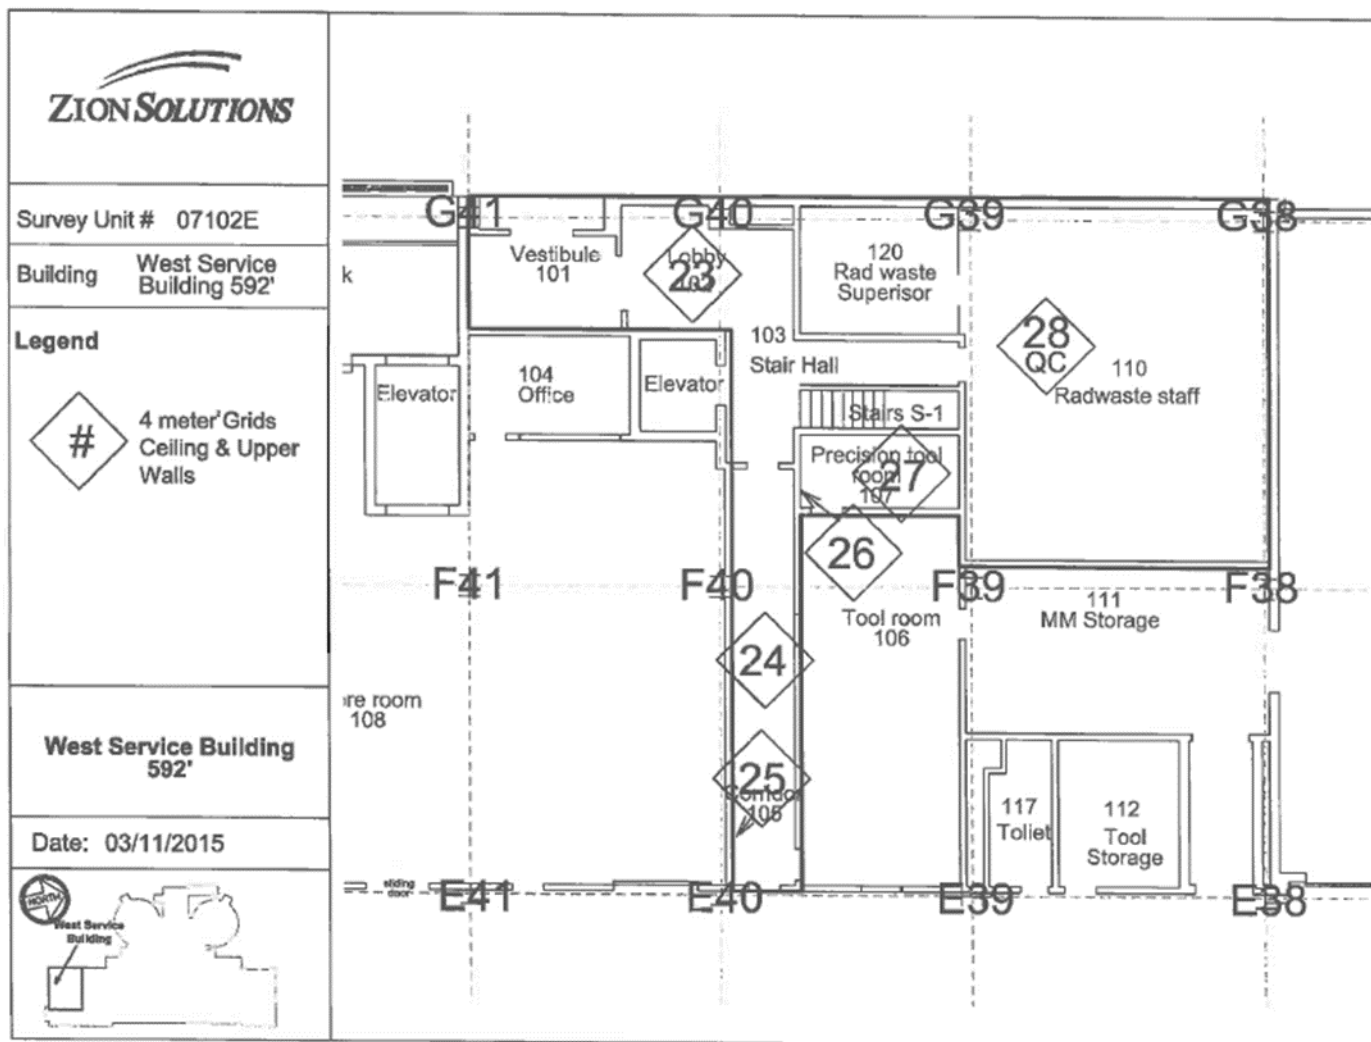 ZIONSOLUTIONS
Survey Unit # 07102E
Building West Service
Building 592'
Legend
#
4 meter'Grids
Ceiling & Upper
Walls
West Service Building
592'
Date: 03/11/2015
NORTH
West Service
Building
G41
G40
G39
G38
Vestibule
101
Lobby
23
120
Rad waste
Superisor
k
103
Stair Hall
28
QC
110
Radwaste staff
Elevator
104
Office
Elevator
Stairs S-1
Precision tool
room
107
27
26
F41
F40
F39
F38
Tool room
106
111
MM Storage
24
re room
108
25
Corridor
105
117
Toliet
112
Tool
Storage
sliding
door
E41
E40
E39
E38